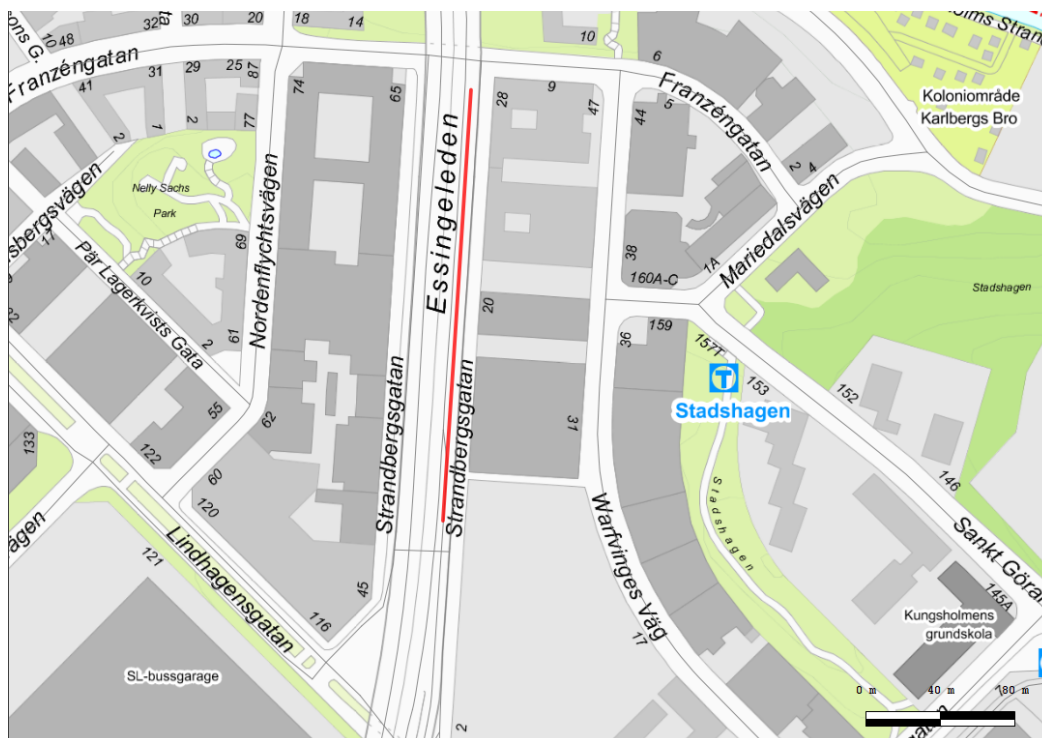 10
48
32
30
20
18
14
10
6
Franzéngatan
31
29
25
87
41
74
65
28
9
47
44
5
Franzéngatan
2
4
Koloniområde
Karlbergs Bro
2
1
2
77
Nelly Sachs
Park
Essingeleden
Nordenflychtsvägen
17
69
10
Pär Lagerkvists Gata
2
61
38
160A-C
1A
Mariedalsvägen
Stadshagen
20
36
159
157T
153
152
Stadshagen
Strandbergsgatan
Strandbergsgatan
31
55
62
133
122
60
120
146
Stadshagen
Warfvinges Väg
Sankt Göran
121
Lindhagensgatan
45
116
17
145A
Kungsholmens
grundskola
SL-bussgarage
2
0 m
40 m
80 m